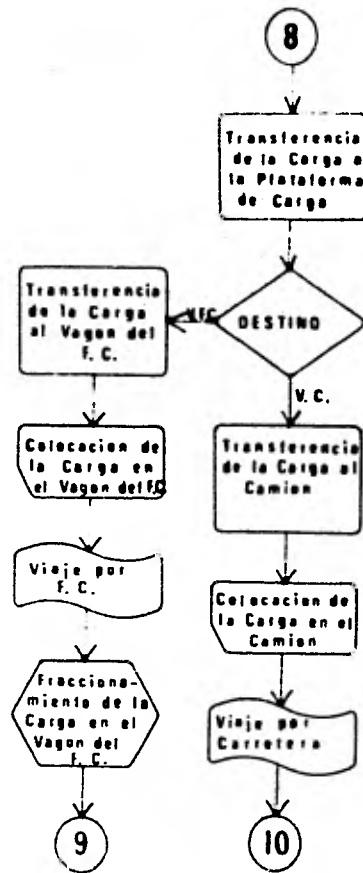 8
Transferencia
de la Carga a
la Plataforma
de Carga
DESTINO
V.FC.
V. C.
Transferencia
de la Carga
al Vagon del
F. C.
Colocacion de
la Carga en
el Vagon del F.C.
Viaje por
F. C.
Fracciona-
miento de la
Carga en el
Vagon del
F. C.
9
Transferencia
de la Carga al
Camion
Colocacion de
la Carga en el
Camion
Viaje por
Carretera
10